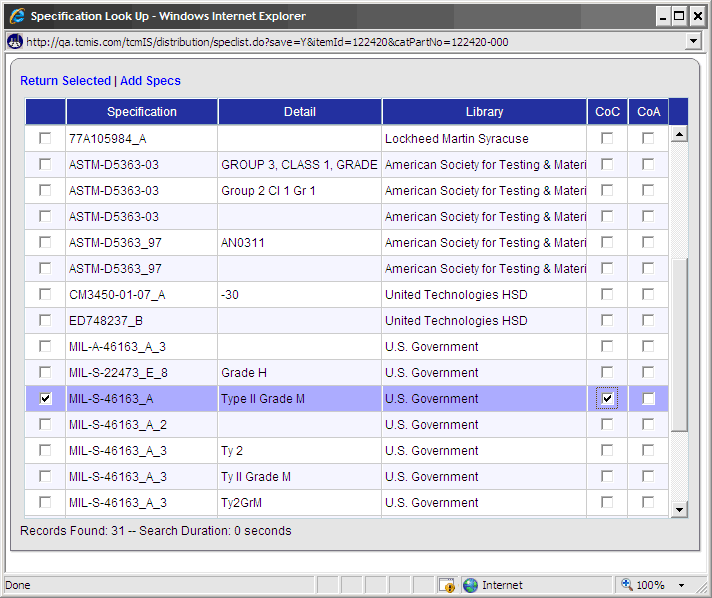 Specification Look Up - Windows Internet Explorer
http://qa.tcmis.com/tcmIS/distribution/speclist.do?save=Y&itemId=122420&catPartNo=122420-000
Return Selected | Add Specs
Specification Detail Library CoC CoA
77A105984_A Lockheed Martin Syracuse
ASTM-D5363-03 GROUP 3, CLASS 1, GRADE American Society for Testing & Materi
ASTM-D5363-03 Group 2 Cl 1 Gr 1 American Society for Testing & Materi
ASTM-D5363-03 American Society for Testing & Materi
ASTM-D5363_97 AN0311 American Society for Testing & Materi
ASTM-D5363_97 American Society for Testing & Materi
CM3450-01-07_A -30 United Technologies HSD
ED748237_B United Technologies HSD
MIL-A-46163_A_3 U.S. Government
MIL-S-22473_E_8 Grade H U.S. Government
MIL-S-46163_A Type II Grade M U.S. Government
MIL-S-46163_A_2 U.S. Government
MIL-S-46163_A_3 Ty 2 U.S. Government
MIL-S-46163_A_3 Ty II Grade M U.S. Government
MIL-S-46163_A_3 Ty2GrM U.S. Government
Records Found: 31 -- Search Duration: 0 seconds
Done Internet 100%